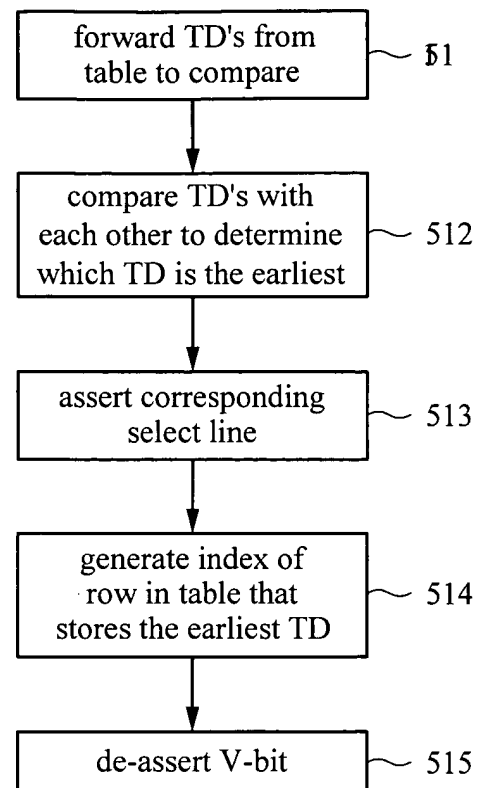 forward TD's from
table to compare
compare TD's with
each other to determine
which TD is the earliest
512
assert corresponding
select line
513
generate index of
row in table that
stores the earliest TD
514
de-assert V-bit
515